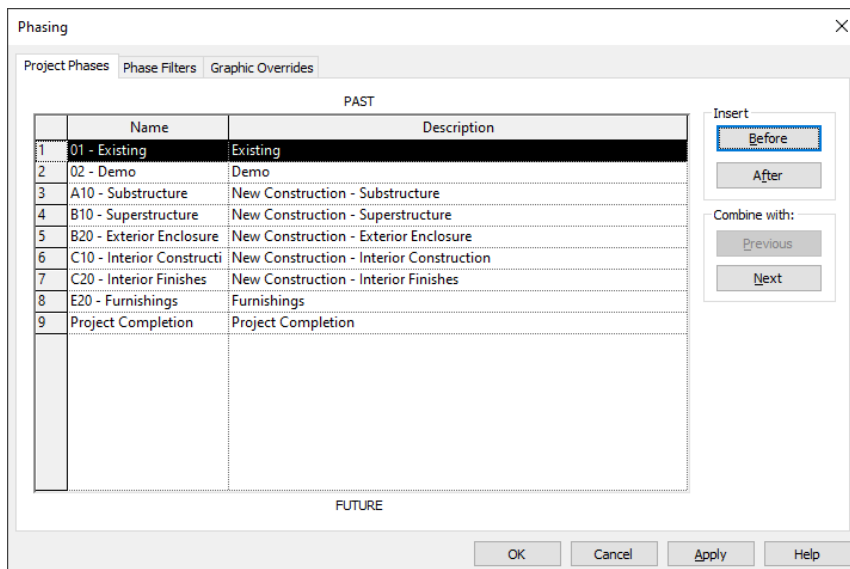 Phasing
Project Phases Phase Filters Graphic Overrides
PAST
Name Description
1 01 - Existing Existing
2 02 - Demo Demo
3 A10 - Substructure New Construction - Substructure
4 B10 - Superstructure New Construction - Superstructure
5 B20 - Exterior Enclosure New Construction - Exterior Enclosure
6 C10 - Interior Constructi New Construction - Interior Construction
7 C20 - Interior Finishes New Construction - Interior Finishes
8 E20 - Furnishings Furnishings
9 Project Completion Project Completion
FUTURE
Insert
Before
After
Combine with:
Previous
Next
OK Cancel Apply Help